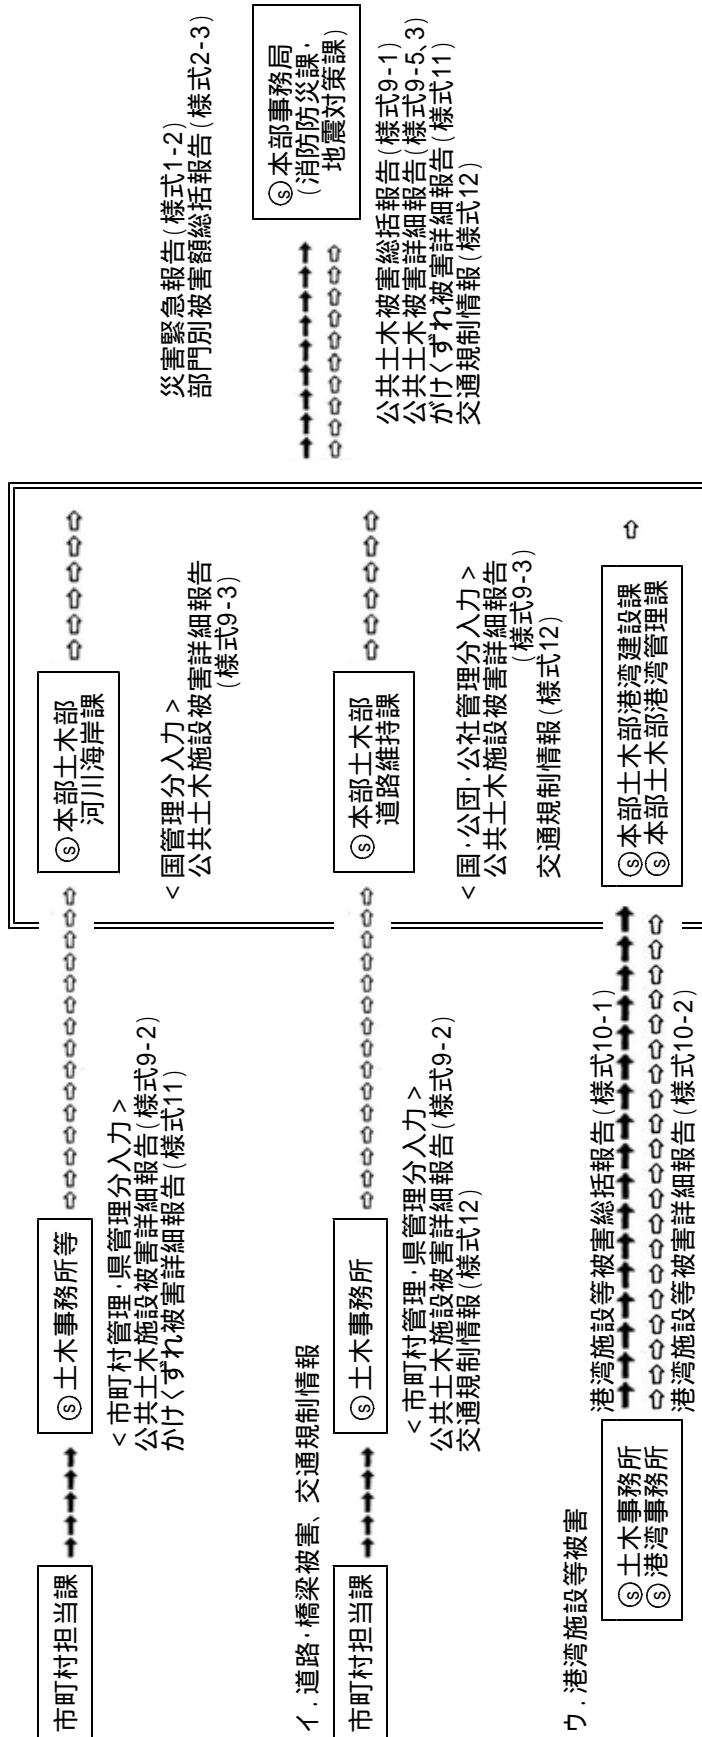 市町村担当課
ⓢ土木事務所等
<市町村管理・県管理分入力>
公共土木施設被害詳細報告(様式9-2)
がけくずれ被害詳細報告(様式11)
ⓢ本部土木部
河川海岸課
<国管理分入力>
公共土木施設被害詳細報告
(様式9-3)
イ.道路・橋梁被害、交通規制情報
市町村担当課
ⓢ土木事務所
<市町村管理・県管理分入力>
公共土木施設被害詳細報告(様式9-2)
交通規制情報(様式12)
ⓢ本部土木部
道路維持課
<国・公団・公社管理分入力>
公共土木施設被害詳細報告
(様式9-3)
交通規制情報(様式12)
ウ.港湾施設等被害
ⓢ土木事務所
ⓢ港湾事務所
港湾施設等被害総括報告(様式10-1)
港湾施設等被害詳細報告(様式10-2)
ⓢ本部土木部港湾建設課
ⓢ本部土木部港湾管理課
災害緊急報告(様式1-2)
部門別被害額総括報告(様式2-3)
ⓢ本部事務局
(消防防災課・
地震対策課)
公共土木被害総括報告(様式9-1)
公共土木被害詳細報告(様式9-5、3)
がけくずれ被害詳細報告(様式11)
交通規制情報(様式12)